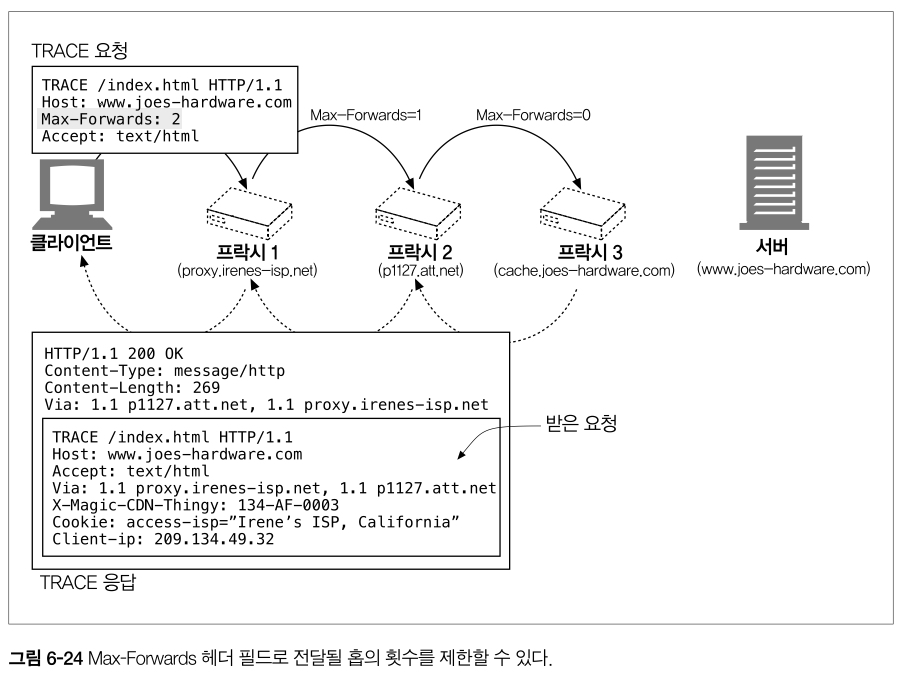 TRACE 요청
TRACE /index.html HTTP/1.1
Host: www.joes-hardware.com
Max-Forwards: 2
Accept: text/html
Max-Forwards=1
Max-Forwards=0
클라이언트
프락시 1
(proxy.irenes-isp.net)
프락시 2
(p1127.att.net)
프락시 3
(cache.joes-hardware.com)
서버
(www.joes-hardware.com)
HTTP/1.1 200 OK
Content-Type: message/http
Content-Length: 269
Via: 1.1 p1127.att.net, 1.1 proxy.irenes-isp.net
TRACE /index.html HTTP/1.1
Host: www.joes-hardware.com
Accept: text/html
Via: 1.1 proxy.irenes-isp.net, 1.1 p1127.att.net
X-Magic-CDN-Thingy: 134-AF-0003
Cookie: access-isp=”Irene’s ISP, California”
Client-ip: 209.134.49.32
받은 요청
TRACE 응답
그림 6-24 Max-Forwards 헤더 필드로 전달될 홉의 횟수를 제한할 수 있다.